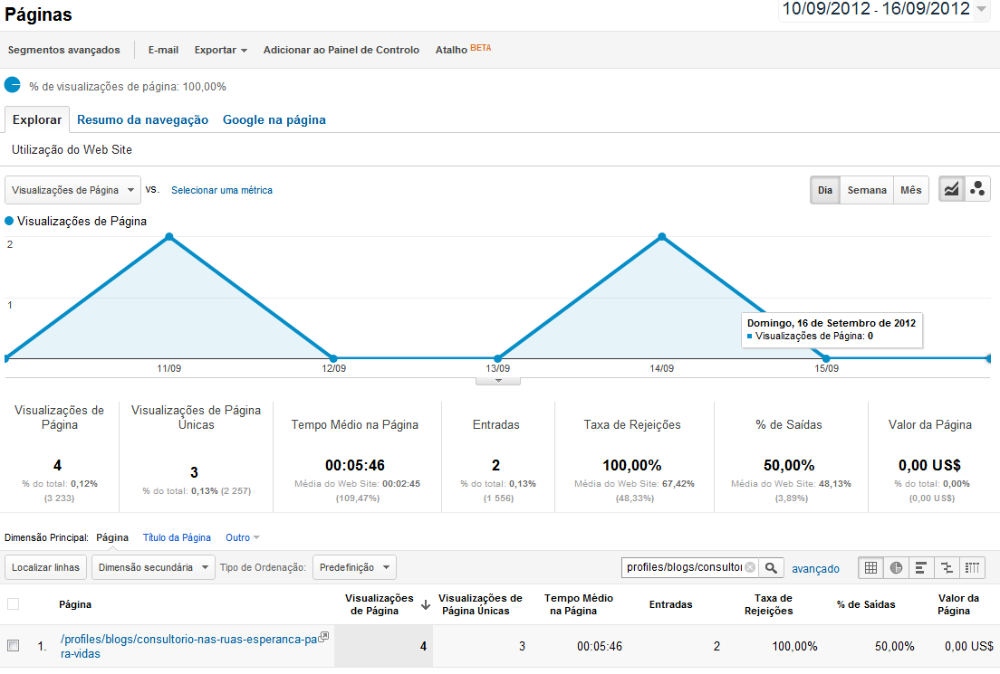 Páginas
10/09/2012 - 16/09/2012
Segmentos avançados E-mail Exportar Adicionar ao Painel de Controlo Atalho BETA
% de visualizações de página: 100,00%
Explorar Resumo da navegação Google na página
Utilização do Web Site
Visualizações de Página VS. Selecionar uma métrica Dia Semana Mês
Visualizações de Página
2
1
Domingo, 16 de Setembro de 2012
Visualizações de Página: 0
11/09 12/09 13/09 14/09 15/09
Visualizações de Página
Visualizações de Página Únicas
Tempo Médio na Página
Entradas
Taxa de Rejeições
% de Saídas
Valor da Página
4 3 00:05:46 2 100,00% 50,00% 0,00 US$
% do total: 0,12% (3 233)
% do total: 0,13% (2 257)
Média do Web Site: 00:02:45 (109,47%)
% do total: 0,13% (1 556)
Média do Web Site: 67,42% (48,33%)
Média do Web Site: 48,13% (3,89%)
% do total: 0,00% (0,00 US$)
Dimensão Principal: Página Título da Página Outro
Localizar linhas Dimensão secundária Tipo de Ordenação: Predefinição profiles/blogs/consultor avançado
Página
Visualizações de Página
Visualizações de Página Únicas
Tempo Médio na Página
Entradas
Taxa de Rejeições
% de Saídas
Valor da Página
1. /profiles/blogs/consultorio-nas-ruas-esperanca-pa
ra-vidas
4 3 00:05:46 2 100,00% 50,00% 0,00 US$